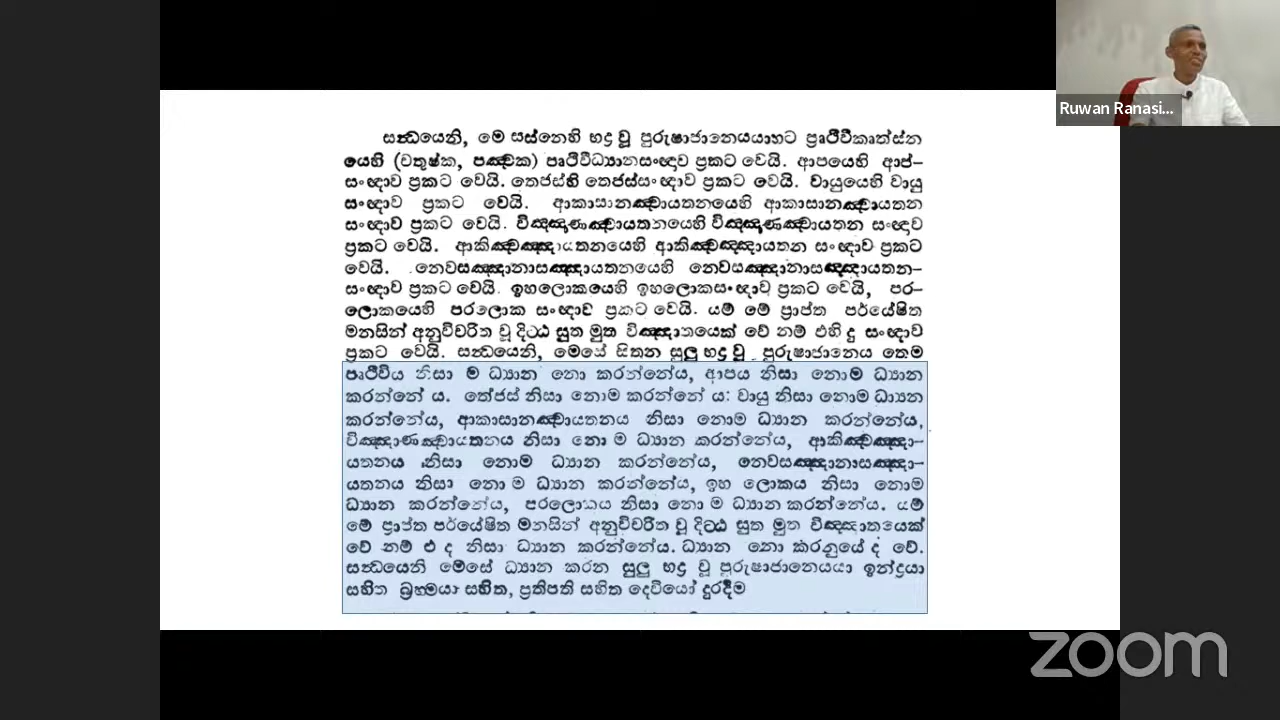 Ruwan Ranasi...
සන්ධයෙනි, මෙ සස්නෙහි භද්‍ර වූ පුරුෂාජානෙයයාහට පෘථිවීකෘත්ස්න
යෙහි (චතුෂ්ක, පඤ්චක) පෘථිවීධ්‍යානසංඥාව ප්‍රකට වෙයි. ආපයෙහි ආප්–
සංඥාව ප්‍රකට වෙයි. තෙජස්හි තෙජස්සංඥාව ප්‍රකට වෙයි. වායුයෙහි වායු
සංඥාව ප්‍රකට වෙයි. ආකාසානඤ්චායතනයෙහි ආකාසානඤ්චායතන
සංඥාව ප්‍රකට වෙයි. විඤ්ඤාණඤ්චායතනයෙහි විඤ්ඤාණඤ්චායතන සංඥාව
ප්‍රකට වෙයි. ආකිඤ්චඤ්ඤායතනයෙහි ආකිඤ්චඤ්ඤායතන සංඥාව ප්‍රකට
වෙයි. නෙවසඤ්ඤානාසඤ්ඤායතනයෙහි නෙවසඤ්ඤානාසඤ්ඤායතන–
සංඥාව ප්‍රකට වෙයි. ඉහලොකයෙහි ඉහලොකසංඥාව ප්‍රකට වෙයි, පර–
ලොකයෙහි පරලොක සංඥාව ප්‍රකට වෙයි. යම් මේ ප්‍රාප්ත පර්යේෂිත
මනසින් අනුවිචරිත වූ දිට්ඨ සුත මුත විඤ්ඤාතයෙක් වේ නම් එහි දු සංඥාව
ප්‍රකට වෙයි. සන්ධයෙනි, මෙසේ සිතන සුලු භද්‍ර වූ පුරුෂාජානෙය තෙම
පෘථිවිය නිසා ම ධ්‍යාන නො කරන්නේය, ආපය නිසා නොම ධ්‍යාන
කරන්නේ ය. තේජස් නිසා නොම කරන්නේ ය: වායු නිසා නොම ධ්‍යාන
කරන්නේය, ආකාසානඤ්චායතනය නිසා නොම ධ්‍යාන කරන්නේය,
විඤ්ඤාණඤ්චායතනය නිසා නො ම ධ්‍යාන කරන්නේය, ආකිඤ්චඤ්ඤා–
යතනය නිසා නොම ධ්‍යාන කරන්නේය, නෙවසඤ්ඤානාසඤ්ඤා–
යතනය නිසා නො ම ධ්‍යාන කරන්නේය, ඉහ ලොකය නිසා නොම
ධ්‍යාන කරන්නේය, පරලොකය නිසා නො ම ධ්‍යාන කරන්නේය. යම්
මේ ප්‍රාප්ත පර්යේෂිත මනසින් අනුවිචරිත වූ දිට්ඨ සුත මුත විඤ්ඤාතයෙක්
වේ නම් එ ද නිසා ධ්‍යාන කරන්නේය. ධ්‍යාන නො කරනුයේ ද වේ.
සන්ධයෙනි මෙසේ ධ්‍යාන කරන සුලු භද්‍ර වූ පුරුෂාජානෙයයා ඉන්ද්‍රයා
සහිත බ්‍රහ්මයා සහිත, ප්‍රතිපති සහිත දෙවියෝ දුරදීම
zoom